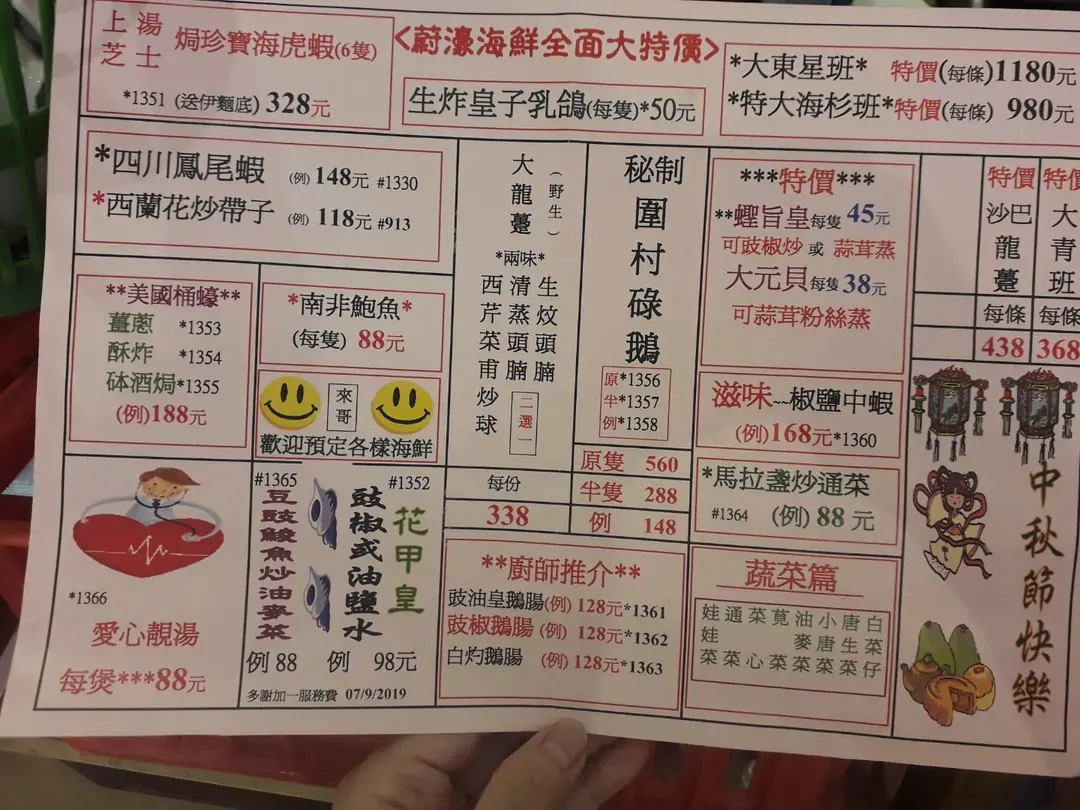 <蔚濠海鮮全面大特價>
上湯
芝士
焗珍寶海虎蝦(6隻)
*1351 (送伊麵底) 328元
生炸皇子乳鴿(每隻)*50元
*大東星班* 特價(每條)1180元
*特大海杉班*特價(每條) 980元
*四川鳳尾蝦 (例) 148元 #1330
*西蘭花炒帶子 (例) 118元 #913
**美國桶蠔**
薑蔥 *1353
酥炸 *1354
砵酒焗*1355
(例)188元
*南非鮑魚*
(每隻) 88元
來哥
歡迎預定各樣海鮮
大龍躉
(野生)
*兩味*
生炆頭腩
清蒸頭腩
西芹菜甫炒球
二選一
每份
338
秘制
圍村碌鵝
原*1356
半*1357
例*1358
原隻 560
半隻 288
例 148
***特價***
**蟶旨皇每隻 45元
可豉椒炒 或 蒜茸蒸
大元貝每隻 38元
可蒜茸粉絲蒸
滋味~~椒鹽中蝦
(例)168元*1360
*馬拉盞炒通菜
#1364 (例) 88 元
特價
沙巴龍躉
每條
438
特價
大青班
每條
368
*1366
愛心靚湯
每煲***88元
#1365
豆豉鯪魚炒油麥菜
例 88
#1352
花甲皇
豉椒或油鹽水
例 98元
多謝加一服務費 07/9/2019
**廚師推介**
豉油皇鵝腸(例) 128元*1361
豉椒鵝腸 (例) 128元*1362
白灼鵝腸 (例) 128元*1363
蔬菜篇
白菜仔
唐生菜
小唐菜
油麥菜
莧菜
菜心
通菜
娃娃菜
中秋節快樂